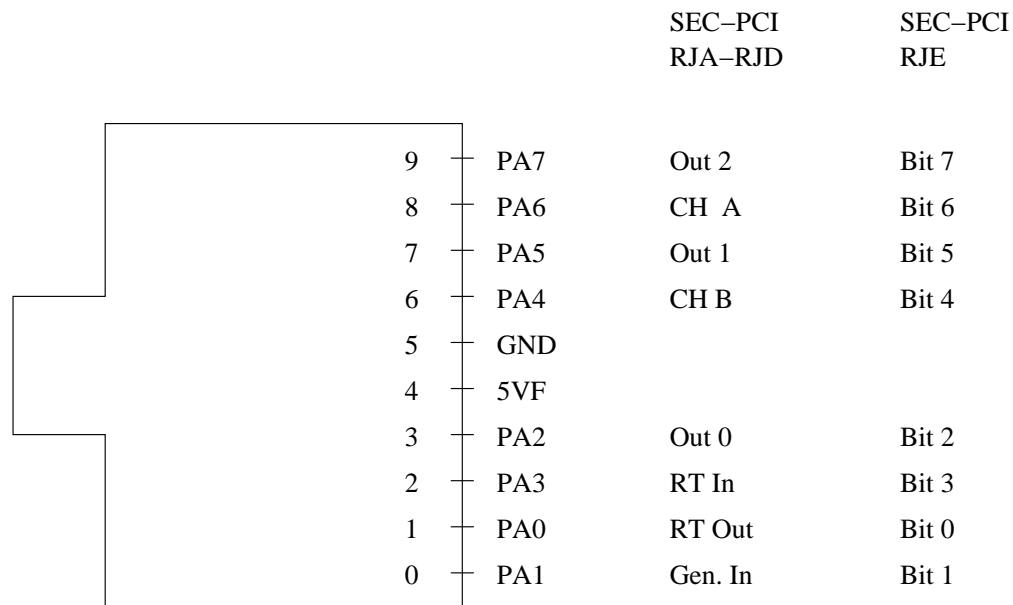 SEC−PCI SEC−PCI
RJA−RJD RJE
9 PA7 Out 2 Bit 7
8 PA6 CH A Bit 6
7 PA5 Out 1 Bit 5
6 PA4 CH B Bit 4
5 GND
4 5VF
3 PA2 Out 0 Bit 2
2 PA3 RT In Bit 3
1 PA0 RT Out Bit 0
0 PA1 Gen. In Bit 1